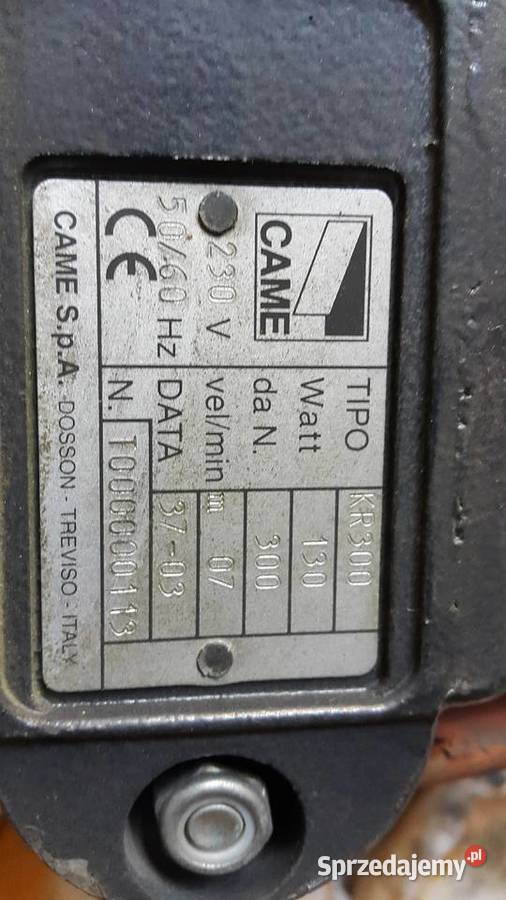 CAME
TIPO KR300
Watt 130
da N. 300
230 V vel/min m 07
50/60 Hz DATA 37-03
CE N. T000000113
CAME S.p.A. - DOSSON - TREVISO - ITALY
Sprzedajemy.pl